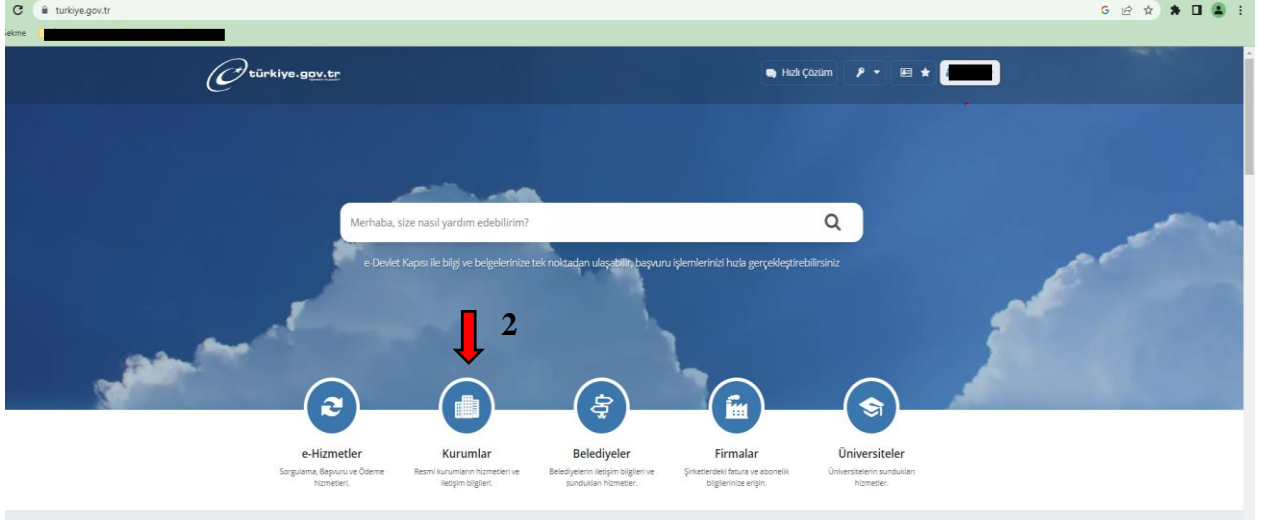 turkiye.gov.tr
Sekme
türkiye.gov.tr
Hızlı Çözüm
Merhaba, size nasıl yardım edebilirim?
e-Devlet Kapısı ile bilgi ve belgelerinize tek noktadan ulaşabilir, başvuru işlemlerinizi hızla gerçekleştirebilirsiniz
2
e-Hizmetler
Sorgulama, Başvuru ve Ödeme
hizmetleri.
Kurumlar
Resmi kurumların hizmetleri ve
iletişim bilgileri.
Belediyeler
Belediyelerin iletişim bilgileri ve
sundukları hizmetler.
Firmalar
Şirketlerdeki fatura ve abonelik
bilgilerinize erişin.
Üniversiteler
Üniversitelerin sundukları
hizmetler.